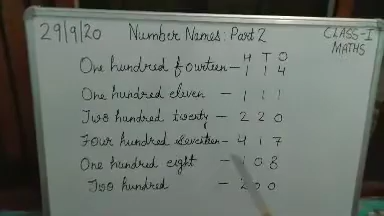 29/9/20 Number Names: Part 2 CLASS-I
MATHS
H T O
One hundred fourteen - 1 1 4
One hundred eleven - 1 1 1
Two hundred twenty - 2 2 0
Four hundred seventeen - 4 1 7
One hundred eight - 1 0 8
Two hundred - 2 0 0